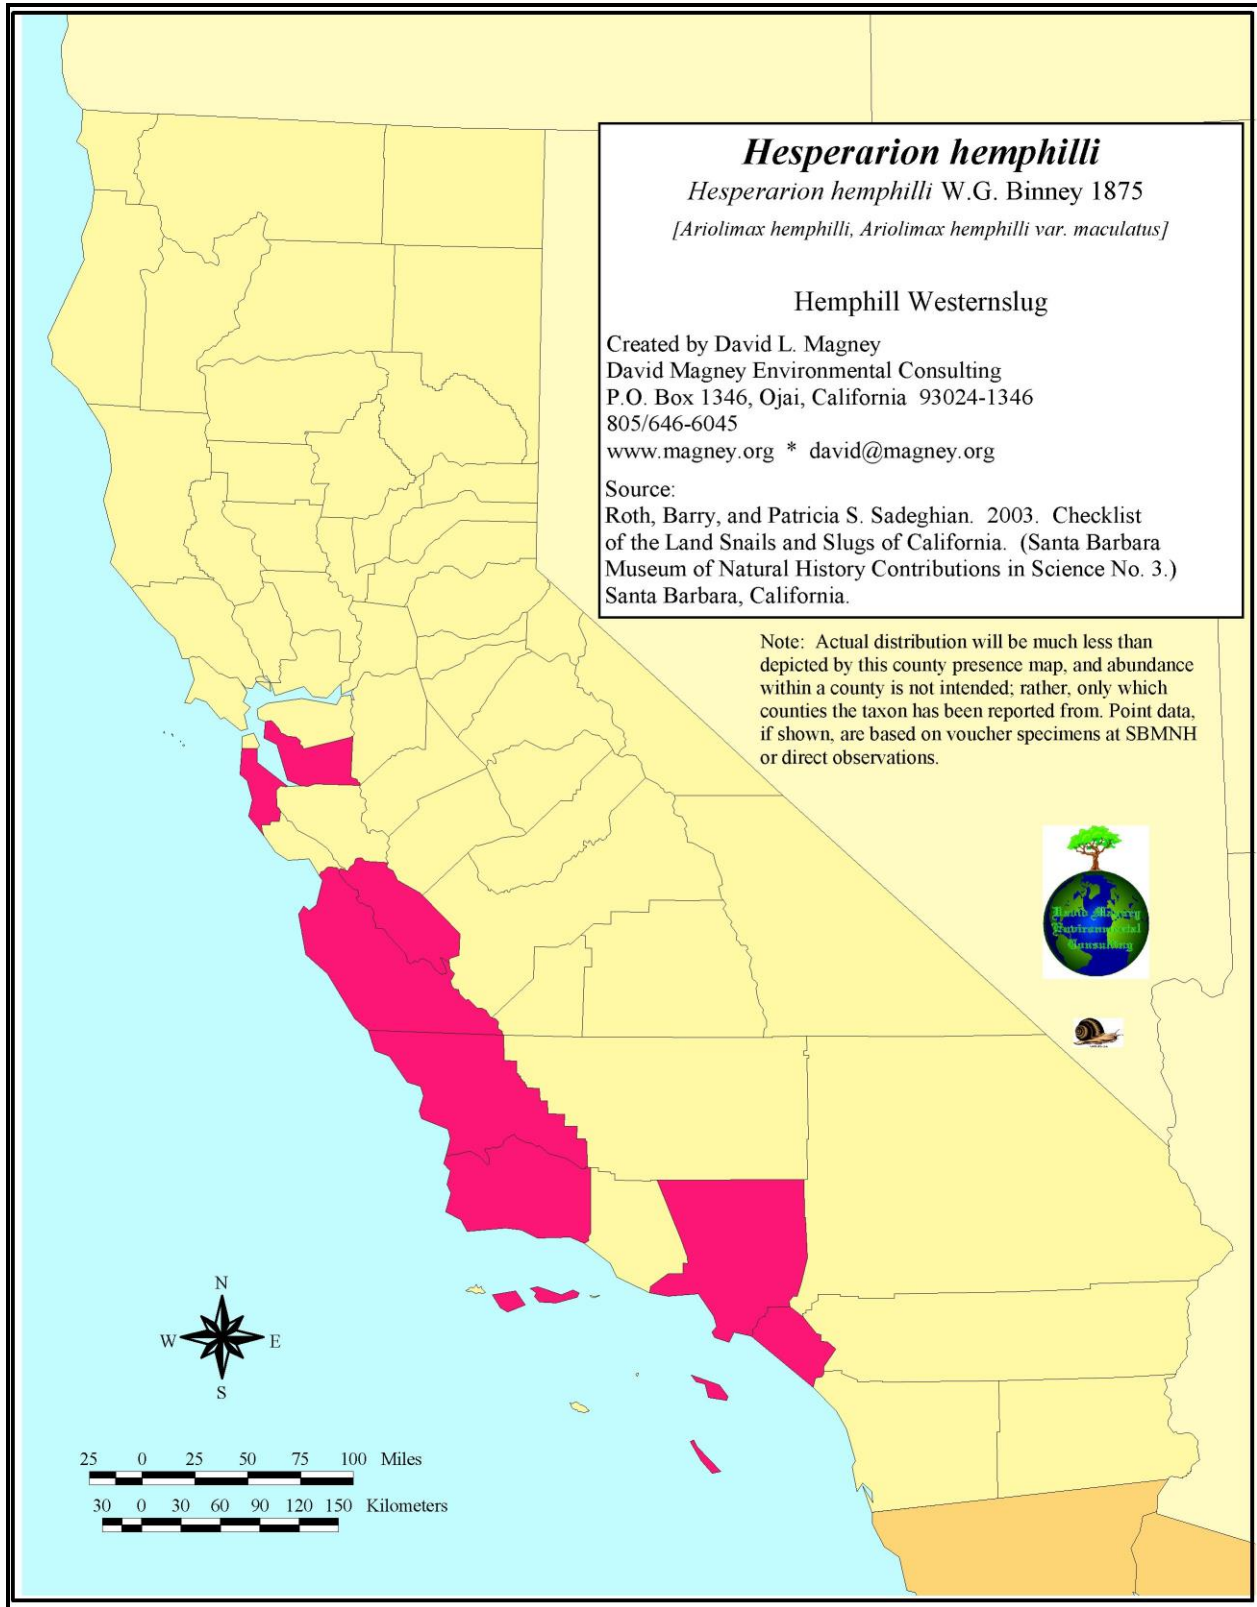 Hesperarion hemphilli
Hesperarion hemphilli W.G. Binney 1875
[Ariolimax hemphilli, Ariolimax hemphilli var. maculatus]
Hemphill Westernslug
Created by David L. Magney
David Magney Environmental Consulting
P.O. Box 1346, Ojai, California 93024-1346
805/646-6045
www.magney.org * david@magney.org
Source:
Roth, Barry, and Patricia S. Sadeghian. 2003. Checklist
of the Land Snails and Slugs of California. (Santa Barbara
Museum of Natural History Contributions in Science No. 3.)
Santa Barbara, California.
Note: Actual distribution will be much less than
depicted by this county presence map, and abundance
within a county is not intended; rather, only which
counties the taxon has been reported from. Point data,
if shown, are based on voucher specimens at SBMNH
or direct observations.
David Magney
Environmental
Consulting
N
W E
S
25 0 25 50 75 100 Miles
30 0 30 60 90 120 150 Kilometers